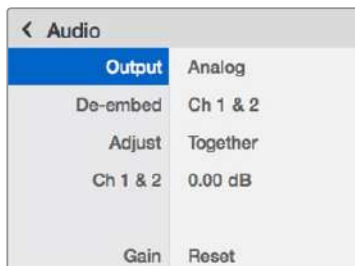 < Audio
Output Analog
De-embed Ch 1 & 2
Adjust Together
Ch 1 & 2 0.00 dB
Gain Reset